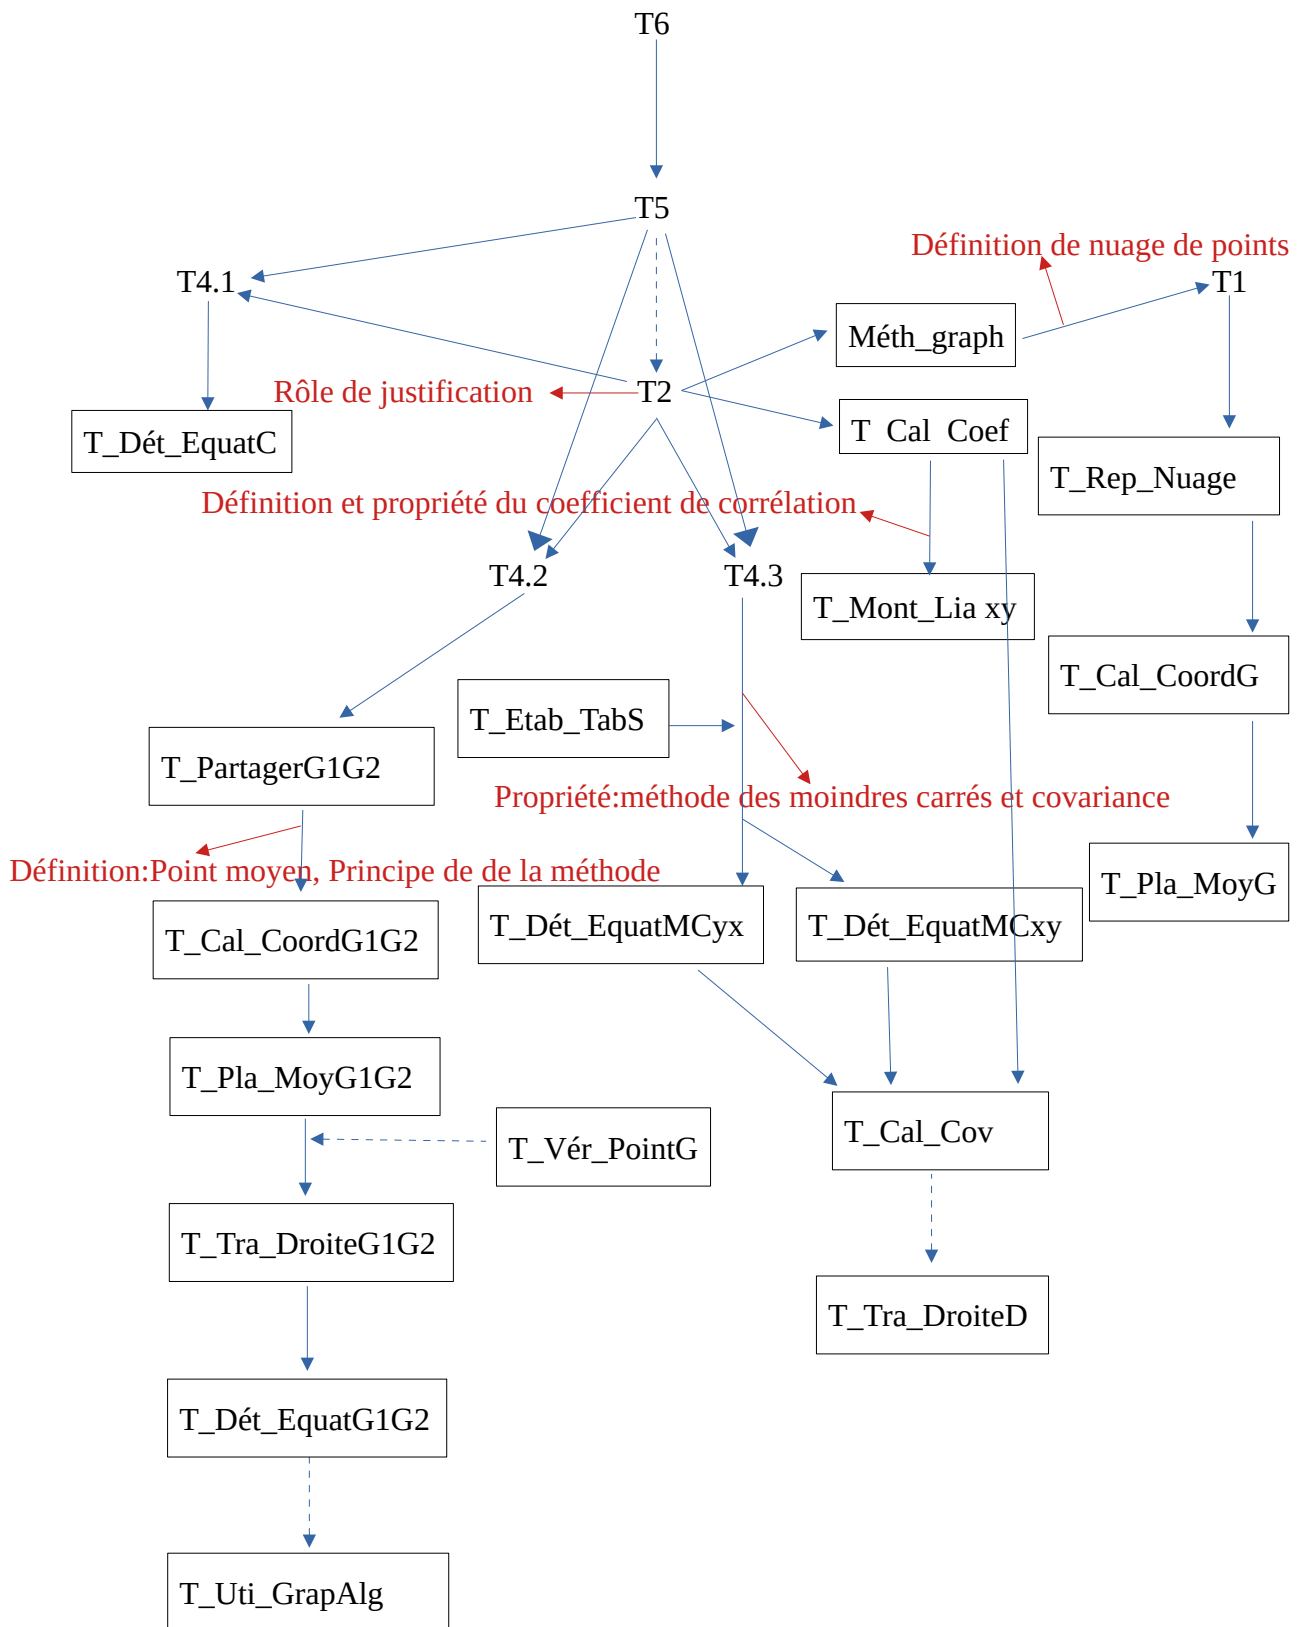 T6
T5
Définition de nuage de points
T4.1
T1
Méth_graph
Rôle de justification
T2
T_Dét_EquatC
T_Cal_Coef
T_Rep_Nuage
Définition et propriété du coefficient de corrélation
T4.2
T4.3
T_Mont_Lia xy
T_Cal_CoordG
T_Etab_TabS
T_PartagerG1G2
Propriété:méthode des moindres carrés et covariance
Définition:Point moyen, Principe de de la méthode
T_Pla_MoyG
T_Cal_CoordG1G2
T_Dét_EquatMCyx
T_Dét_EquatMCxy
T_Pla_MoyG1G2
T_Vér_PointG
T_Cal_Cov
T_Tra_DroiteG1G2
T_Tra_DroiteD
T_Dét_EquatG1G2
T_Uti_GrapAlg